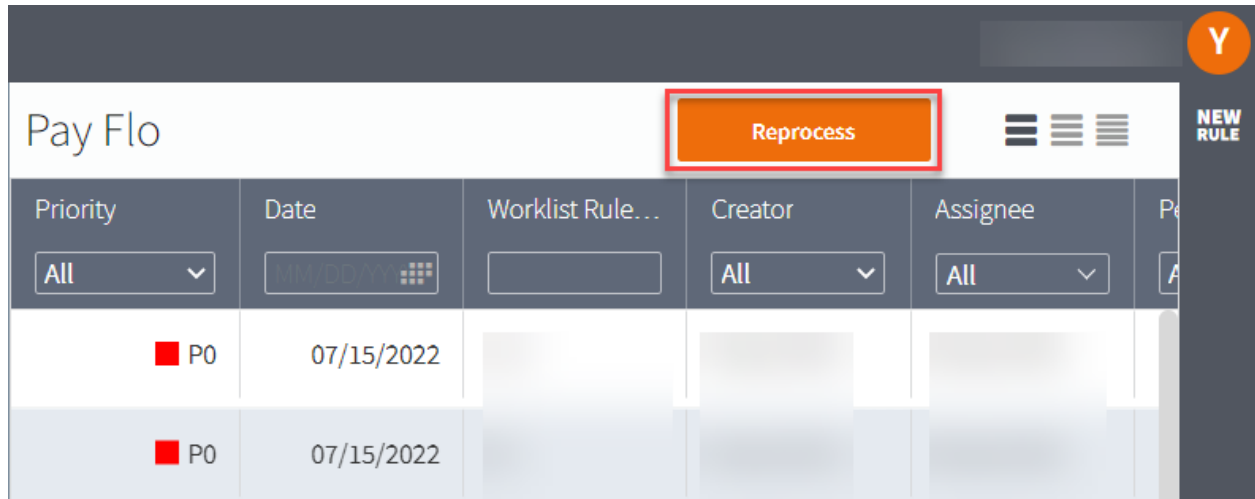 Y
Pay Flo
Reprocess
NEW
RULE
Priority
Date
Worklist Rule…
Creator
Assignee
All
MM/DD/YYY
All
All
P0
07/15/2022
P0
07/15/2022